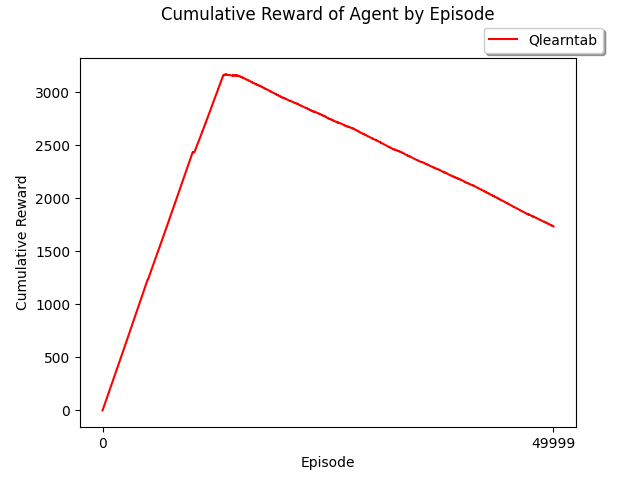 Cumulative Reward of Agent by Episode
Qlearntab
3000
2500
2000
1500
1000
500
0
Cumulative Reward
0 49999
Episode